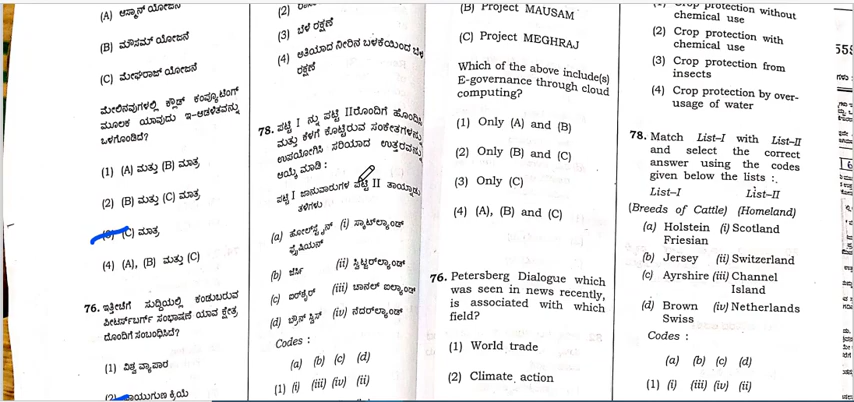 (A) ಆಸ್ಮಾನ್ ಯೋಜನೆ
(B) ಮೌಸಮ್ ಯೋಜನೆ
(C) ಮೇಘರಾಜ್ ಯೋಜನೆ
ಮೇಲಿನವುಗಳಲ್ಲಿ ಕ್ಲೌಡ್ ಕಂಪ್ಯೂಟಿಂಗ್
ಮೂಲಕ ಯಾವುದು ಇ-ಆಡಳಿತವನ್ನು
ಒಳಗೊಂಡಿದೆ?
(1) (A) ಮತ್ತು (B) ಮಾತ್ರ
(2) (B) ಮತ್ತು (C) ಮಾತ್ರ
(3) (C) ಮಾತ್ರ
(4) (A), (B) ಮತ್ತು (C)
76. ಇತ್ತೀಚೆಗೆ ಸುದ್ದಿಯಲ್ಲಿ ಕಂಡುಬರುವ
ಪೀಟರ್ಸ್‌ಬರ್ಗ್ ಸಂಭಾಷಣೆ ಯಾವ ಕ್ಷೇತ್ರ
ದೊಂದಿಗೆ ಸಂಬಂಧಿಸಿದೆ?
(1) ವಿಶ್ವ ವ್ಯಾಪಾರ
(2)
(3) ಬೆಳೆ ರಕ್ಷಣೆ
(4) ಅತಿಯಾದ ನೀರಿನ ಬಳಕೆಯಿಂದ ಬೆಳೆ
ರಕ್ಷಣೆ
78. ಪಟ್ಟಿ I ನ್ನು ಪಟ್ಟಿ IIರೊಂದಿಗೆ ಹೊಂದಿಸಿ
ಮತ್ತು ಕೆಳಗೆ ಕೊಟ್ಟಿರುವ ಸಂಕೇತಗಳನ್ನು
ಉಪಯೋಗಿಸಿ ಸರಿಯಾದ ಉತ್ತರವನ್ನು
ಆಯ್ಕೆ ಮಾಡಿ :
ಪಟ್ಟಿ I ಜಾನುವಾರುಗಳ ಪಟ್ಟಿ II ತಾಯ್ನಾಡು
ತಳಿಗಳು
(a) ಹೋಲ್‌ಸ್ಟೈನ್ (i) ಸ್ಕಾಟ್‌ಲ್ಯಾಂಡ್
ಫ್ರೈಷಿಯನ್
(b) ಜರ್ಸಿ (ii) ಸ್ವಿಟ್ಜರ್‌ಲ್ಯಾಂಡ್
(c) ಐರ್‌ಶೈರ್ (iii) ಚಾನಲ್ ಐಲ್ಯಾಂಡ್
(d) ಬ್ರೌನ್ ಸ್ವಿಸ್ (iv) ನೆದರ್‌ಲ್ಯಾಂಡ್
Codes :
(a) (b) (c) (d)
(1) (i) (iii) (iv) (ii)
(B) Project MAUSAM
(C) Project MEGHRAJ
Which of the above include(s)
E-governance through cloud
computing?
(1) Only (A) and (B)
(2) Only (B) and (C)
(3) Only (C)
(4) (A), (B) and (C)
76. Petersberg Dialogue which
was seen in news recently,
is associated with which
field?
(1) World trade
(2) Climate action
(1) Crop protection without
chemical use
(2) Crop protection with
chemical use
(3) Crop protection from
insects
(4) Crop protection by over-
usage of water
78. Match List-I with List-II
and select the correct
answer using the codes
given below the lists :
List-I List-II
(Breeds of Cattle) (Homeland)
(a) Holstein (i) Scotland
Friesian
(b) Jersey (ii) Switzerland
(c) Ayrshire (iii) Channel
Island
(d) Brown (iv) Netherlands
Swiss
Codes :
(a) (b) (c) (d)
(1) (i) (iii) (iv) (ii)